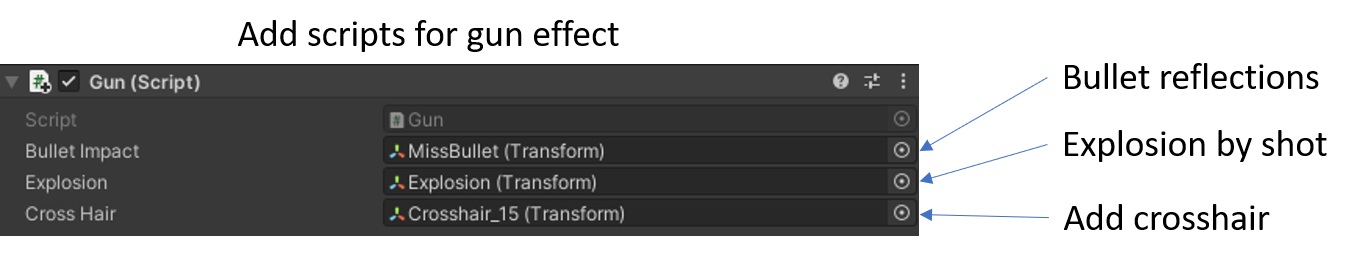 Add scripts for gun effect
Gun (Script)
Script Gun
Bullet Impact MissBullet (Transform)
Explosion Explosion (Transform)
Cross Hair Crosshair_15 (Transform)
Bullet reflections
Explosion by shot
Add crosshair